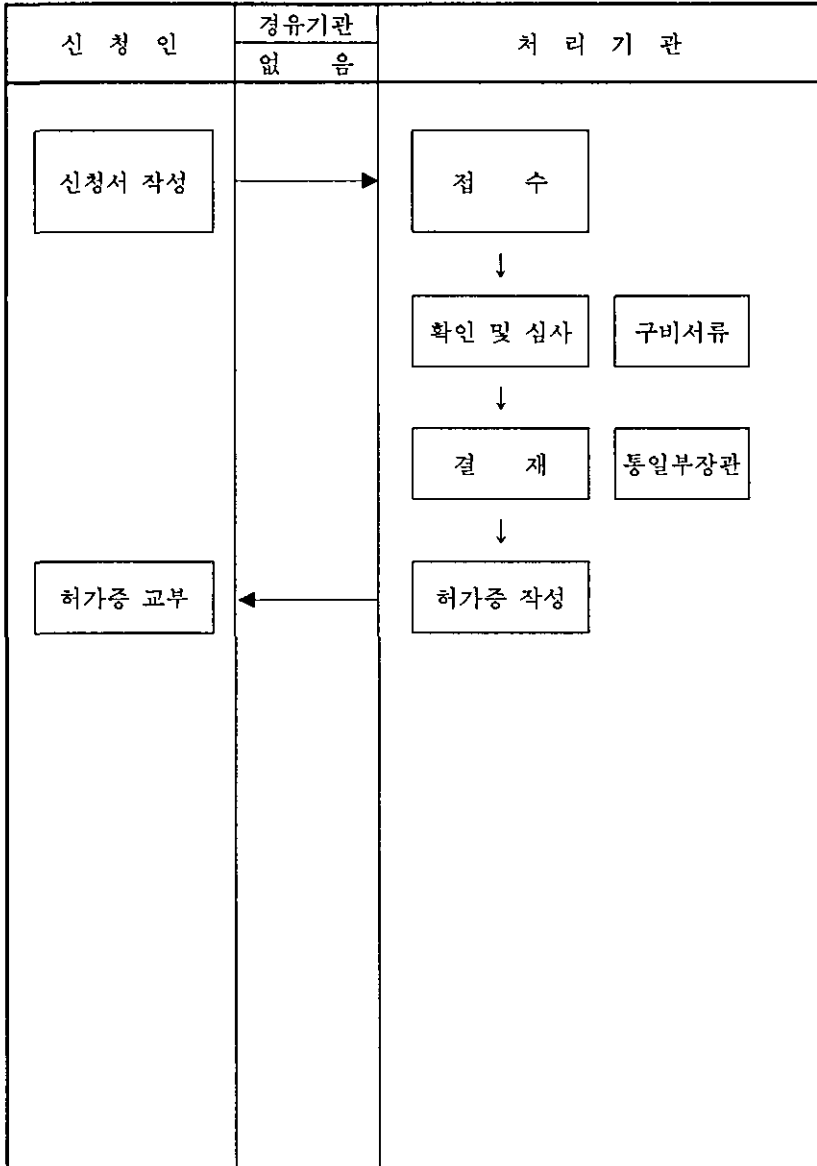 신 청 인
경유기관
없 음
처 리 기 관
신청서 작성
접 수
↓
확인 및 심사 구비서류
↓
결 재 통일부장관
↓
허가증 교부 허가증 작성